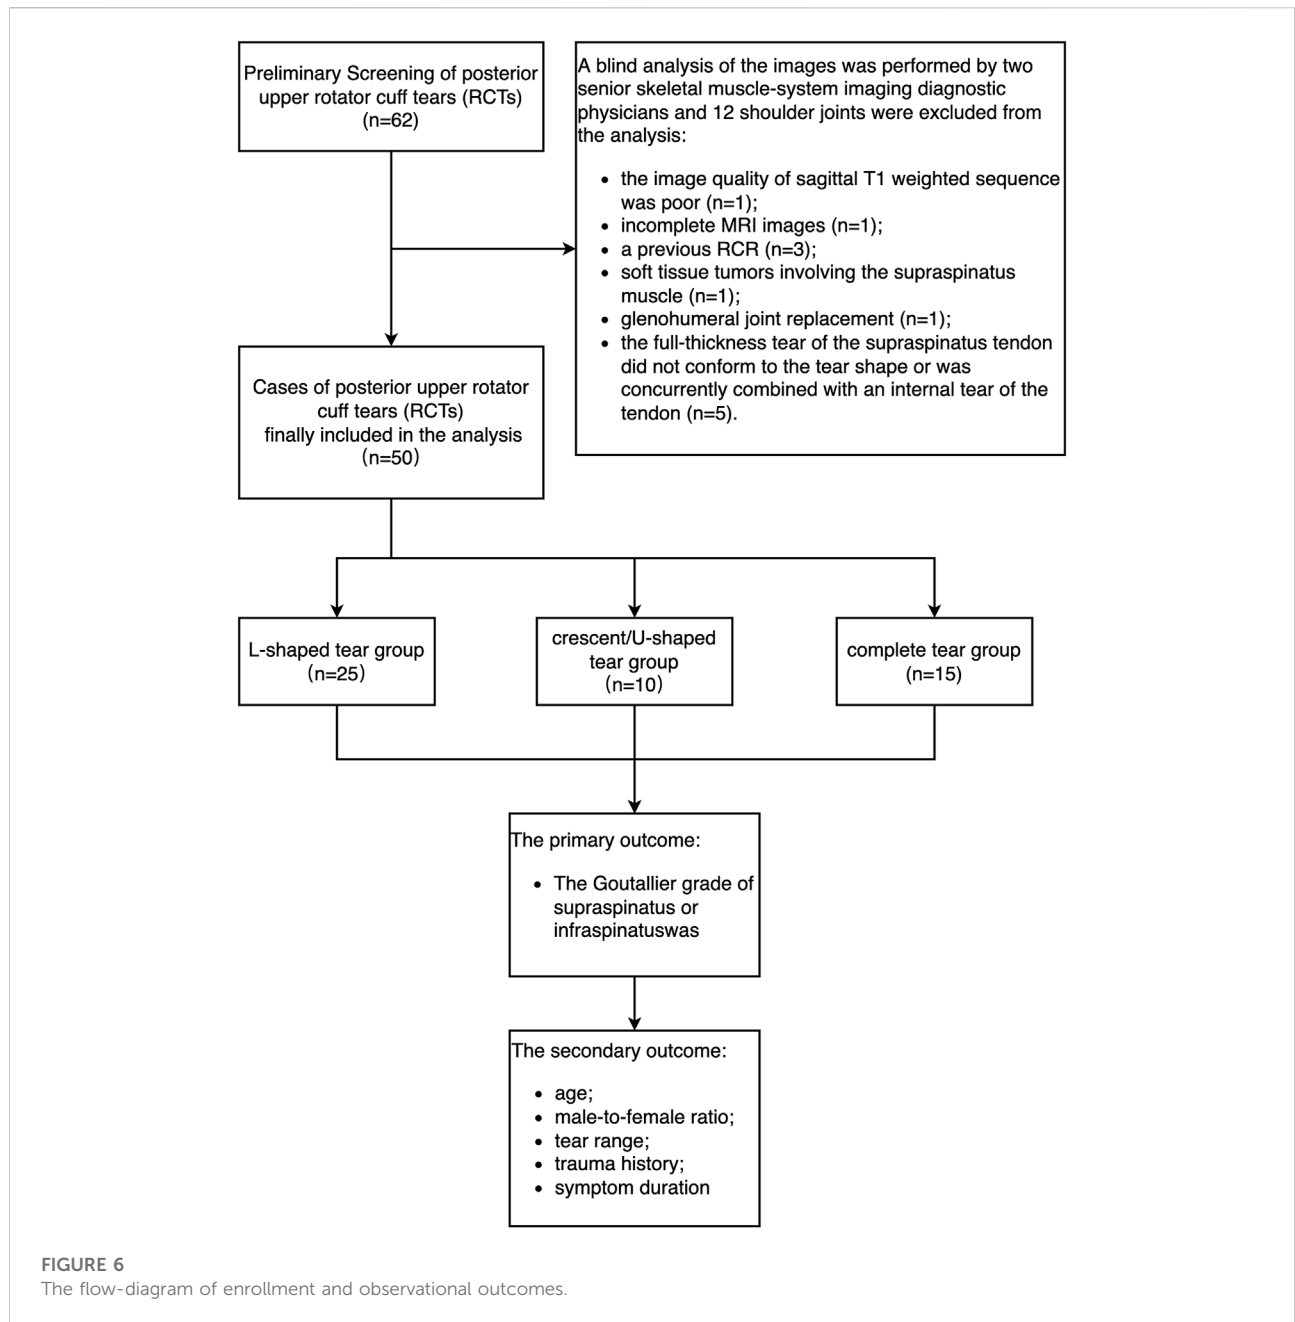 Preliminary Screening of posterior
upper rotator cuff tears (RCTs)
(n=62)
A blind analysis of the images was performed by two
senior skeletal muscle-system imaging diagnostic
physicians and 12 shoulder joints were excluded from
the analysis:
• the image quality of sagittal T1 weighted sequence
was poor (n=1);
• incomplete MRI images (n=1);
• a previous RCR (n=3);
• soft tissue tumors involving the supraspinatus
muscle (n=1);
• glenohumeral joint replacement (n=1);
• the full-thickness tear of the supraspinatus tendon
did not conform to the tear shape or was
concurrently combined with an internal tear of the
tendon (n=5).
Cases of posterior upper rotator
cuff tears (RCTs)
finally included in the analysis
(n=50)
L-shaped tear group
(n=25)
crescent/U-shaped
tear group
(n=10)
complete tear group
(n=15)
The primary outcome:
• The Goutallier grade of
supraspinatus or
infraspinatuswas
The secondary outcome:
• age;
• male-to-female ratio;
• tear range;
• trauma history;
• symptom duration
FIGURE 6
The flow-diagram of enrollment and observational outcomes.